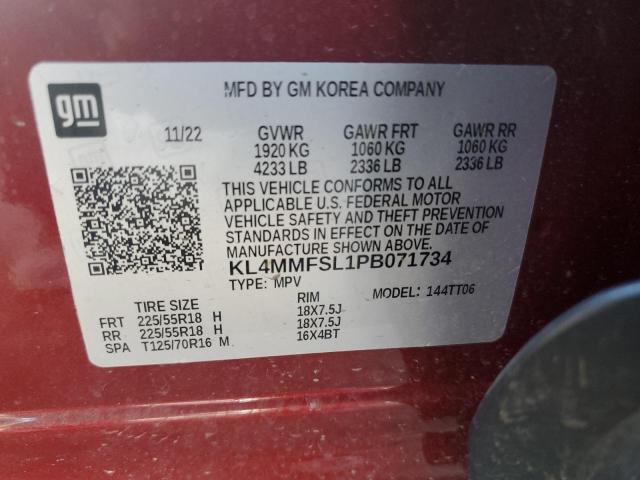 gm
MFD BY GM KOREA COMPANY
11/22 GVWR GAWR FRT GAWR RR
1920 KG 1060 KG 1060 KG
4233 LB 2336 LB 2336 LB
THIS VEHICLE CONFORMS TO ALL
APPLICABLE U.S. FEDERAL MOTOR
VEHICLE SAFETY AND THEFT PREVENTION
STANDARDS IN EFFECT ON THE DATE OF
MANUFACTURE SHOWN ABOVE.
KL4MMFSL1PB071734
TYPE: MPV MODEL: 144TT06
TIRE SIZE RIM
FRT 225/55R18 H 18X7.5J
RR 225/55R18 H 18X7.5J
SPA T125/70R16 M 16X4BT